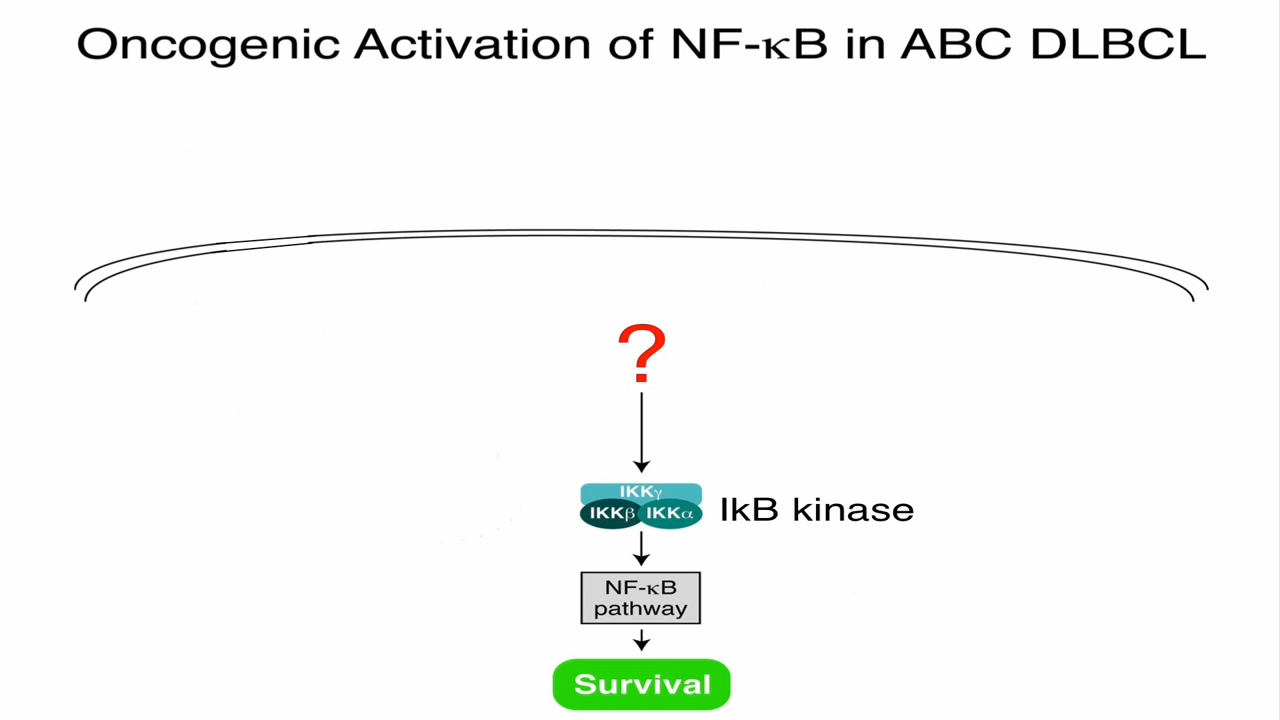 Oncogenic Activation of NF-κB in ABC DLBCL
?
IKKγ
IKKβ IKKα
IkB kinase
NF-κB
pathway
Survival